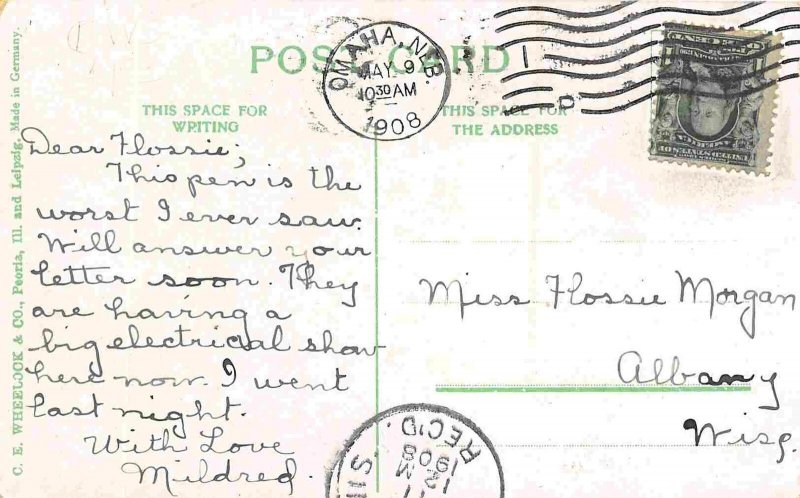 POST CARD
OMAHA, NEB.
MAY 9
10 30 AM
1908
1
D
THIS SPACE FOR
WRITING
THIS SPACE FOR
THE ADDRESS
C. E. WHEELOCK & CO., Peoria, Ill. and Leipzig, Made in Germany.
Dear Flossie,
This pen is the
worst I ever saw.
Will answer your
letter soon. They
are having a
big electrical show
here now. I went
last night.
With Love
Mildred.
Miss Flossie Morgan
Albany
Wisc.
REC'D.
1908